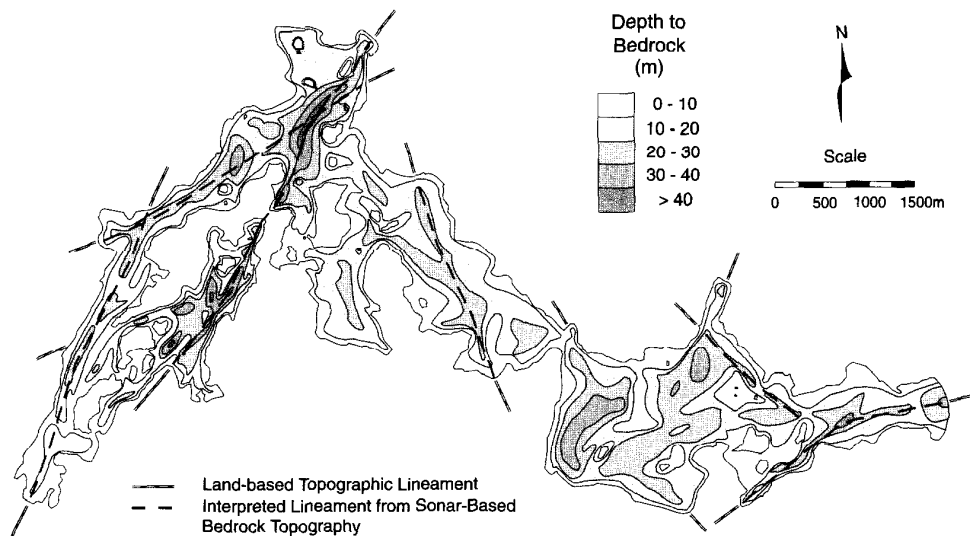 Depth to
Bedrock
(m)
0 - 10
10 - 20
20 - 30
30 - 40
> 40
N
Scale
0 500 1000 1500m
Land-based Topographic Lineament
Interpreted Lineament from Sonar-Based
Bedrock Topography